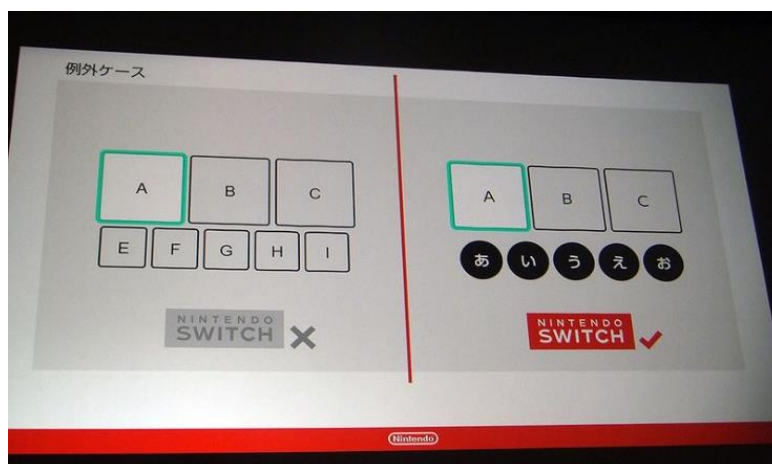 例外ケース
A B C
E F G H I
NINTENDO
SWITCH
A B C
あ い う え お
NINTENDO
SWITCH
Nintendo